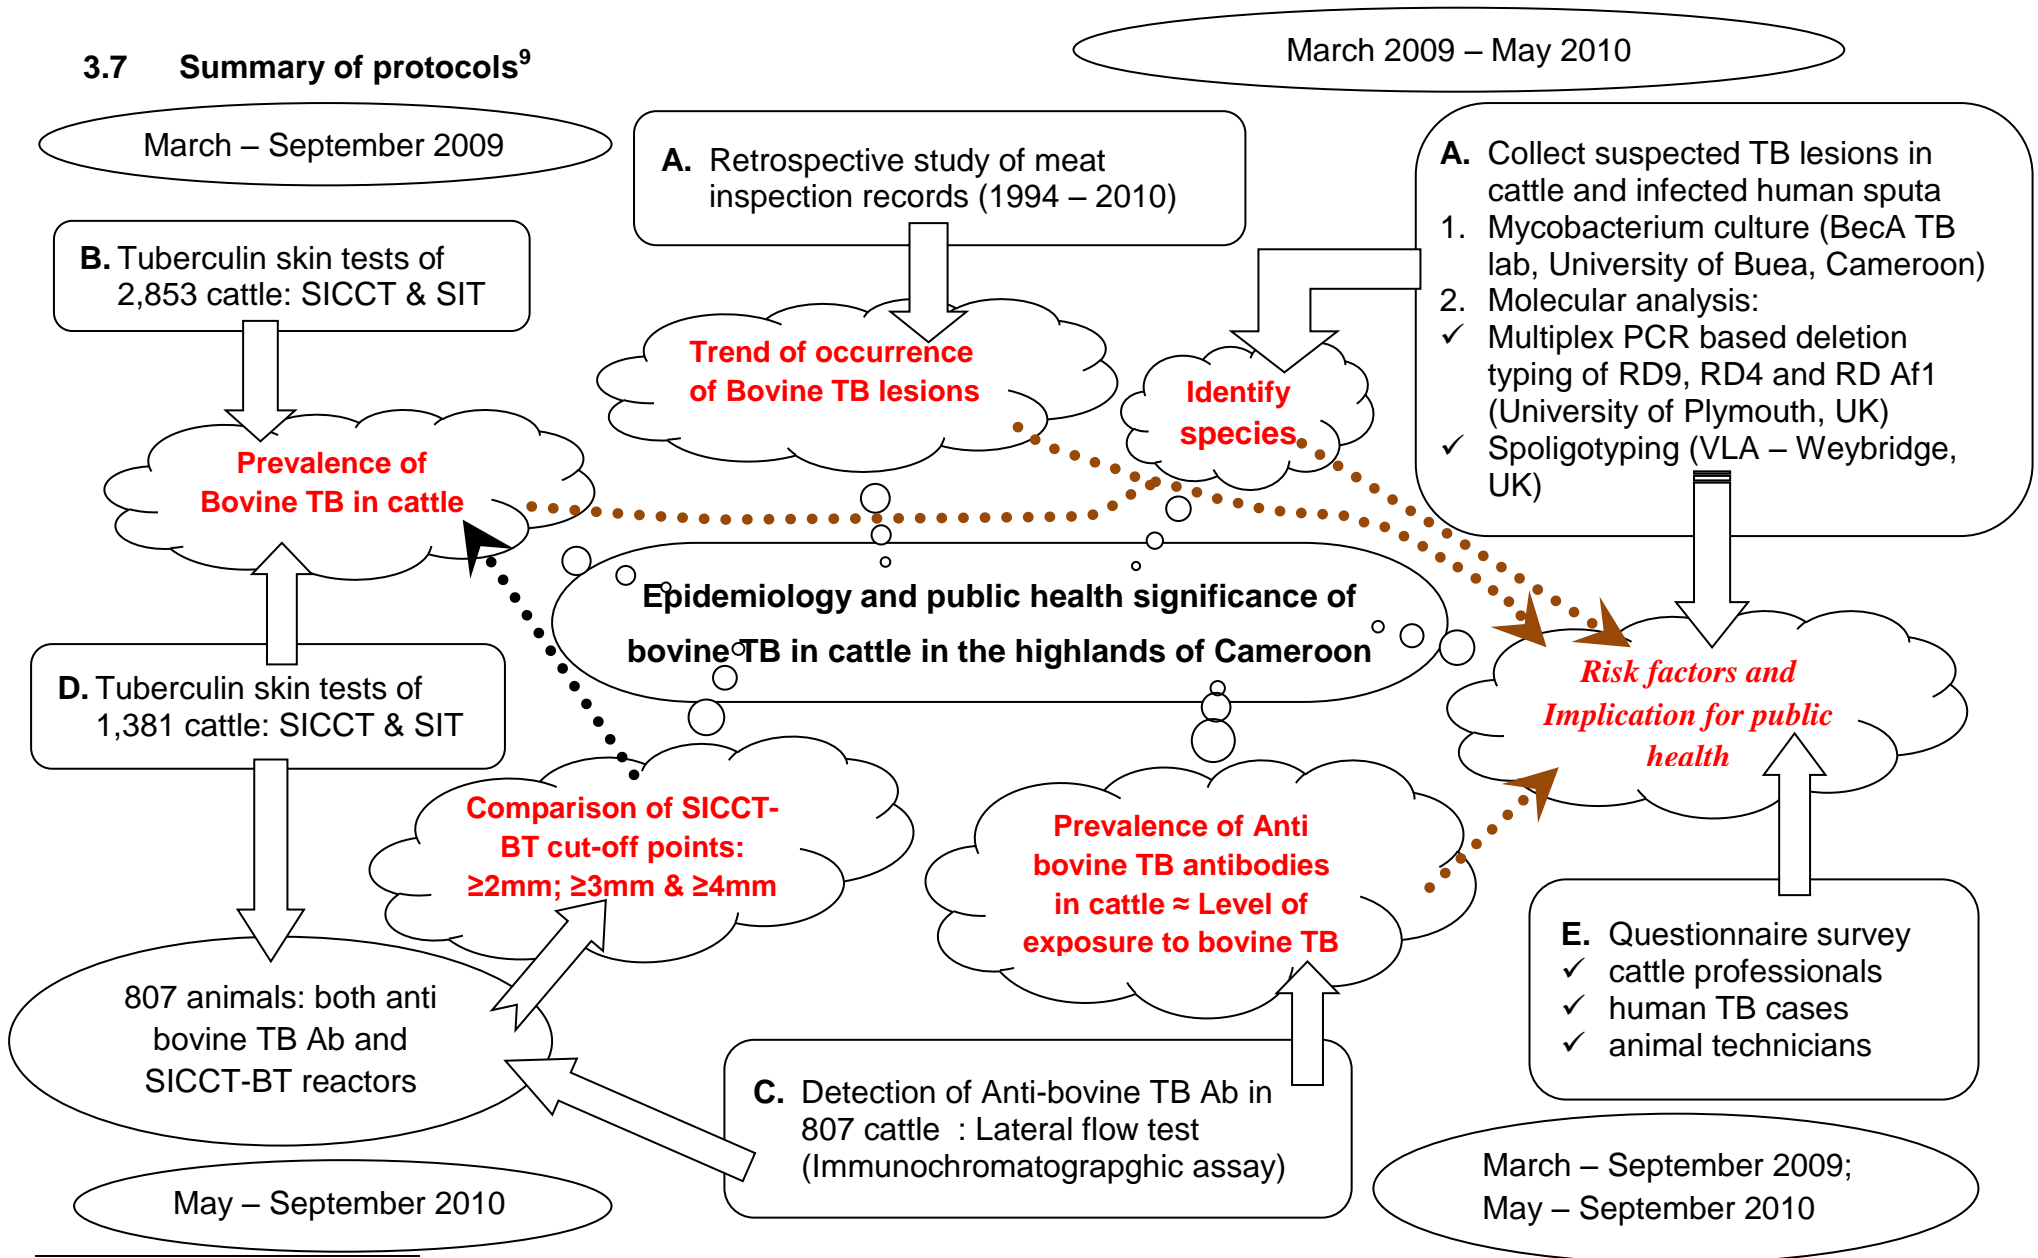 3.7 Summary of protocols9
March 2009 – May 2010
March – September 2009
A. Retrospective study of meat
inspection records (1994 – 2010)
A. Collect suspected TB lesions in
cattle and infected human sputa
1. Mycobacterium culture (BecA TB
lab, University of Buea, Cameroon)
2. Molecular analysis:
✓ Multiplex PCR based deletion
typing of RD9, RD4 and RD Af1
(University of Plymouth, UK)
✓ Spoligotyping (VLA – Weybridge,
UK)
B. Tuberculin skin tests of
2,853 cattle: SICCT & SIT
Trend of occurrence
of Bovine TB lesions
Identify
species
Prevalence of
Bovine TB in cattle
Epidemiology and public health significance of
bovine TB in cattle in the highlands of Cameroon
D. Tuberculin skin tests of
1,381 cattle: SICCT & SIT
Risk factors and
Implication for public
health
Comparison of SICCT-
BT cut-off points:
≥2mm; ≥3mm & ≥4mm
Prevalence of Anti
bovine TB antibodies
in cattle ≈ Level of
exposure to bovine TB
807 animals: both anti
bovine TB Ab and
SICCT-BT reactors
C. Detection of Anti-bovine TB Ab in
807 cattle : Lateral flow test
(Immunochromatograpghic assay)
E. Questionnaire survey
✓ cattle professionals
✓ human TB cases
✓ animal technicians
May – September 2010
March – September 2009;
May – September 2010